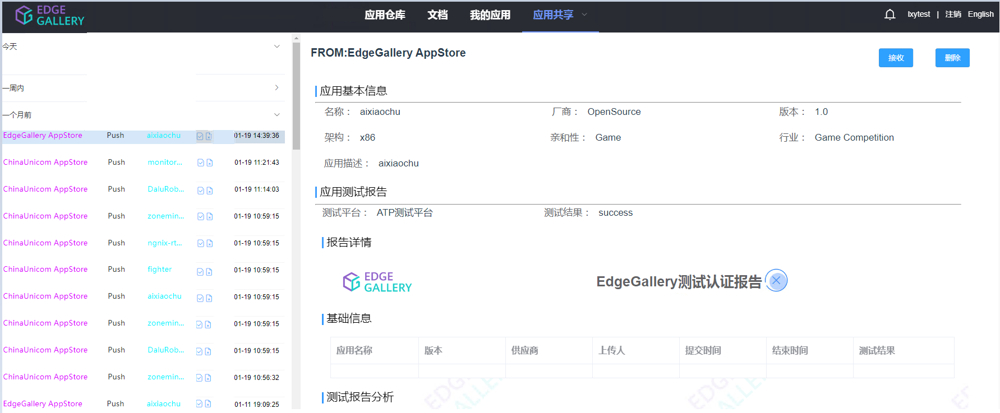 EDGE GALLERY
应用仓库 文档 我的应用 应用共享 lxytest | 注销 English
今天
一周内
一个月前
EdgeGallery AppStore Push aixiaochu 01-19 14:39:36
ChinaUnicom AppStore Push monitor... 01-19 11:21:43
ChinaUnicom AppStore Push DaluRob... 01-19 11:14:03
ChinaUnicom AppStore Push zonemin... 01-19 10:59:15
ChinaUnicom AppStore Push ngnix-rt... 01-19 10:59:15
ChinaUnicom AppStore Push fighter 01-19 10:59:15
ChinaUnicom AppStore Push aixiaochu 01-19 10:59:15
ChinaUnicom AppStore Push zonemin... 01-19 10:59:15
ChinaUnicom AppStore Push DaluRob... 01-19 10:59:15
ChinaUnicom AppStore Push zonemin... 01-19 10:56:32
EdgeGallery AppStore Push aixiaochu 01-11 19:09:25
FROM:EdgeGallery AppStore 接收 删除
应用基本信息
名称： aixiaochu 厂商： OpenSource 版本： 1.0
架构： x86 亲和性： Game 行业： Game Competition
应用描述： aixiaochu
应用测试报告
测试平台： ATP测试平台 测试结果： success
报告详情
EDGE GALLERY EdgeGallery测试认证报告
基础信息
应用名称 版本 供应商 上传人 提交时间 结束时间 测试结果
测试报告分析
EDGE GALLERY EDGE GALLERY